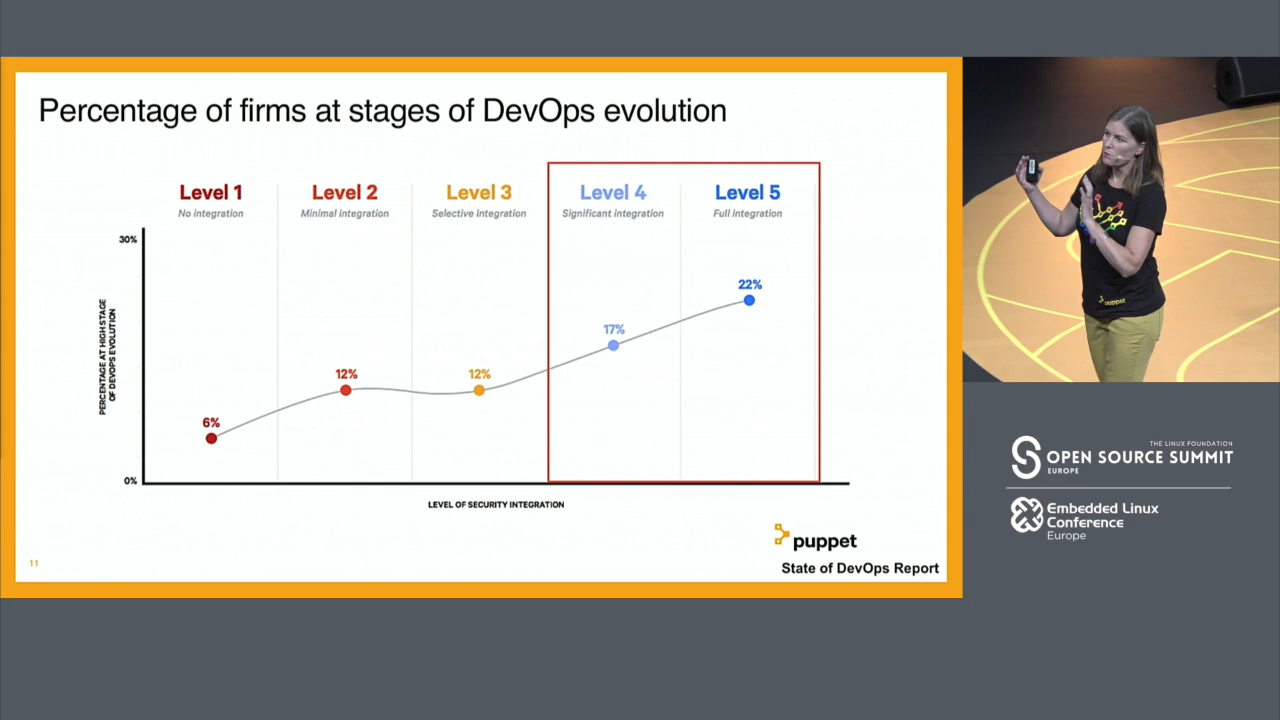 Percentage of firms at stages of DevOps evolution
Level 1
No integration
Level 2
Minimal integration
Level 3
Selective integration
Level 4
Significant integration
Level 5
Full integration
30%
0%
PERCENTAGE AT HIGH STAGE
OF DEVOPS EVOLUTION
6%
12%
12%
17%
22%
LEVEL OF SECURITY INTEGRATION
puppet
State of DevOps Report
11
puppet
THE LINUX FOUNDATION
OPEN SOURCE SUMMIT
EUROPE
Embedded Linux
Conference
Europe